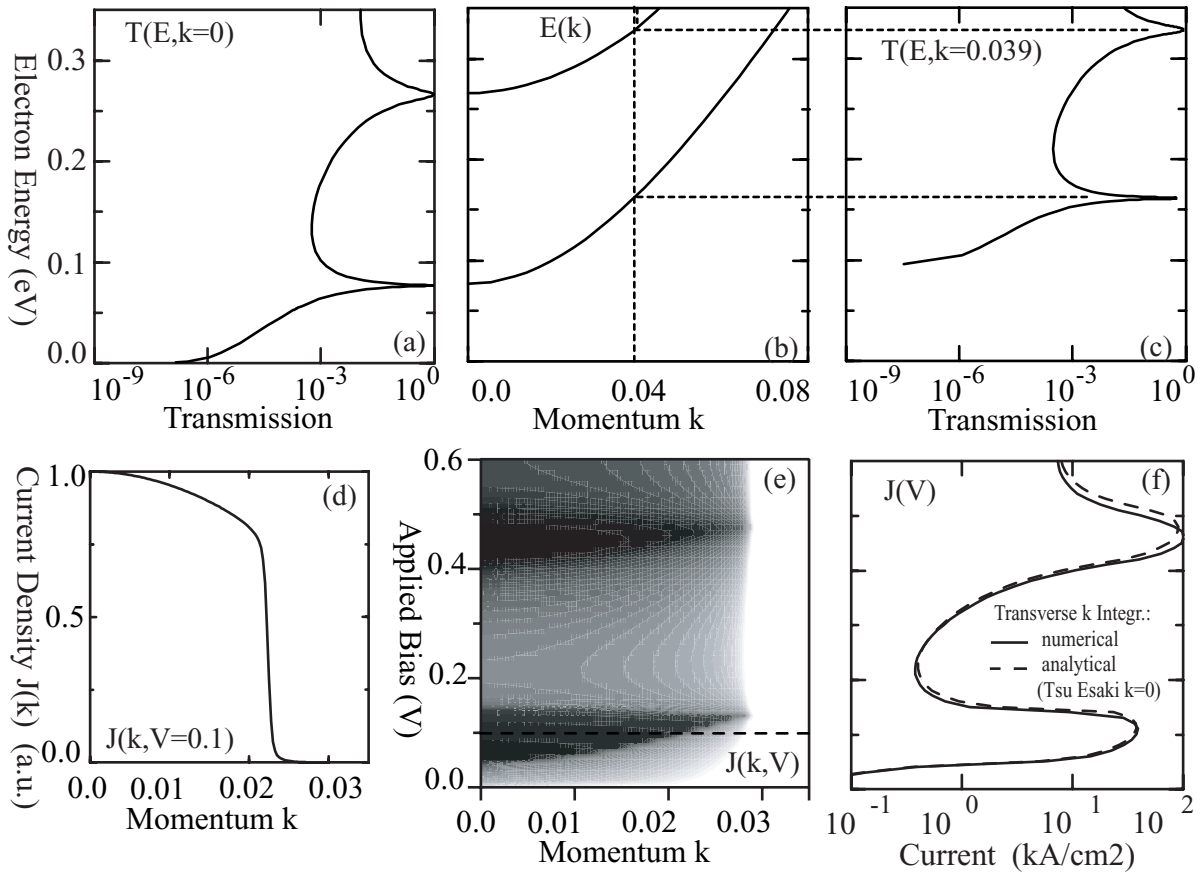 T(E,k=0)
E(k)
T(E,k=0.039)
Electron Energy (eV)
0.3
0.2
0.1
0.0
(a)
(b)
(c)
10-9 10-6 10-3 100
Transmission
0.0 0.04 0.08
Momentum k
10-9 10-6 10-3 100
Transmission
Current Density J(k) (a.u.)
1.0
0.5
0.0
(d)
J(k,V=0.1)
0.0 0.01 0.02 0.03
Momentum k
Applied Bias (V)
0.6
0.4
0.2
0.0
(e)
J(k,V)
0.0 0.01 0.02 0.03
Momentum k
J(V)
(f)
Transverse k Integr.:
numerical
analytical
(Tsu Esaki k=0)
10-1 100 101 102
Current (kA/cm2)